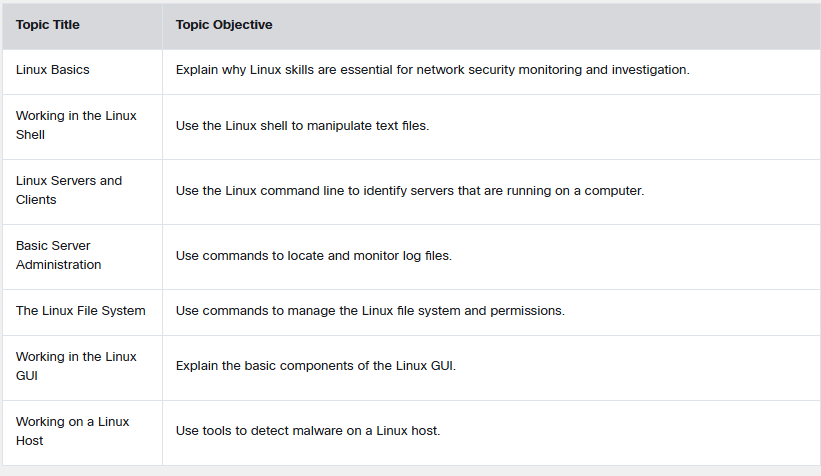 Topic Title
Topic Objective
Linux Basics
Explain why Linux skills are essential for network security monitoring and investigation.
Working in the Linux
Shell
Use the Linux shell to manipulate text files.
Linux Servers and
Clients
Use the Linux command line to identify servers that are running on a computer.
Basic Server
Administration
Use commands to locate and monitor log files.
The Linux File System
Use commands to manage the Linux file system and permissions.
Working in the Linux
GUI
Explain the basic components of the Linux GUI.
Working on a Linux
Host
Use tools to detect malware on a Linux host.